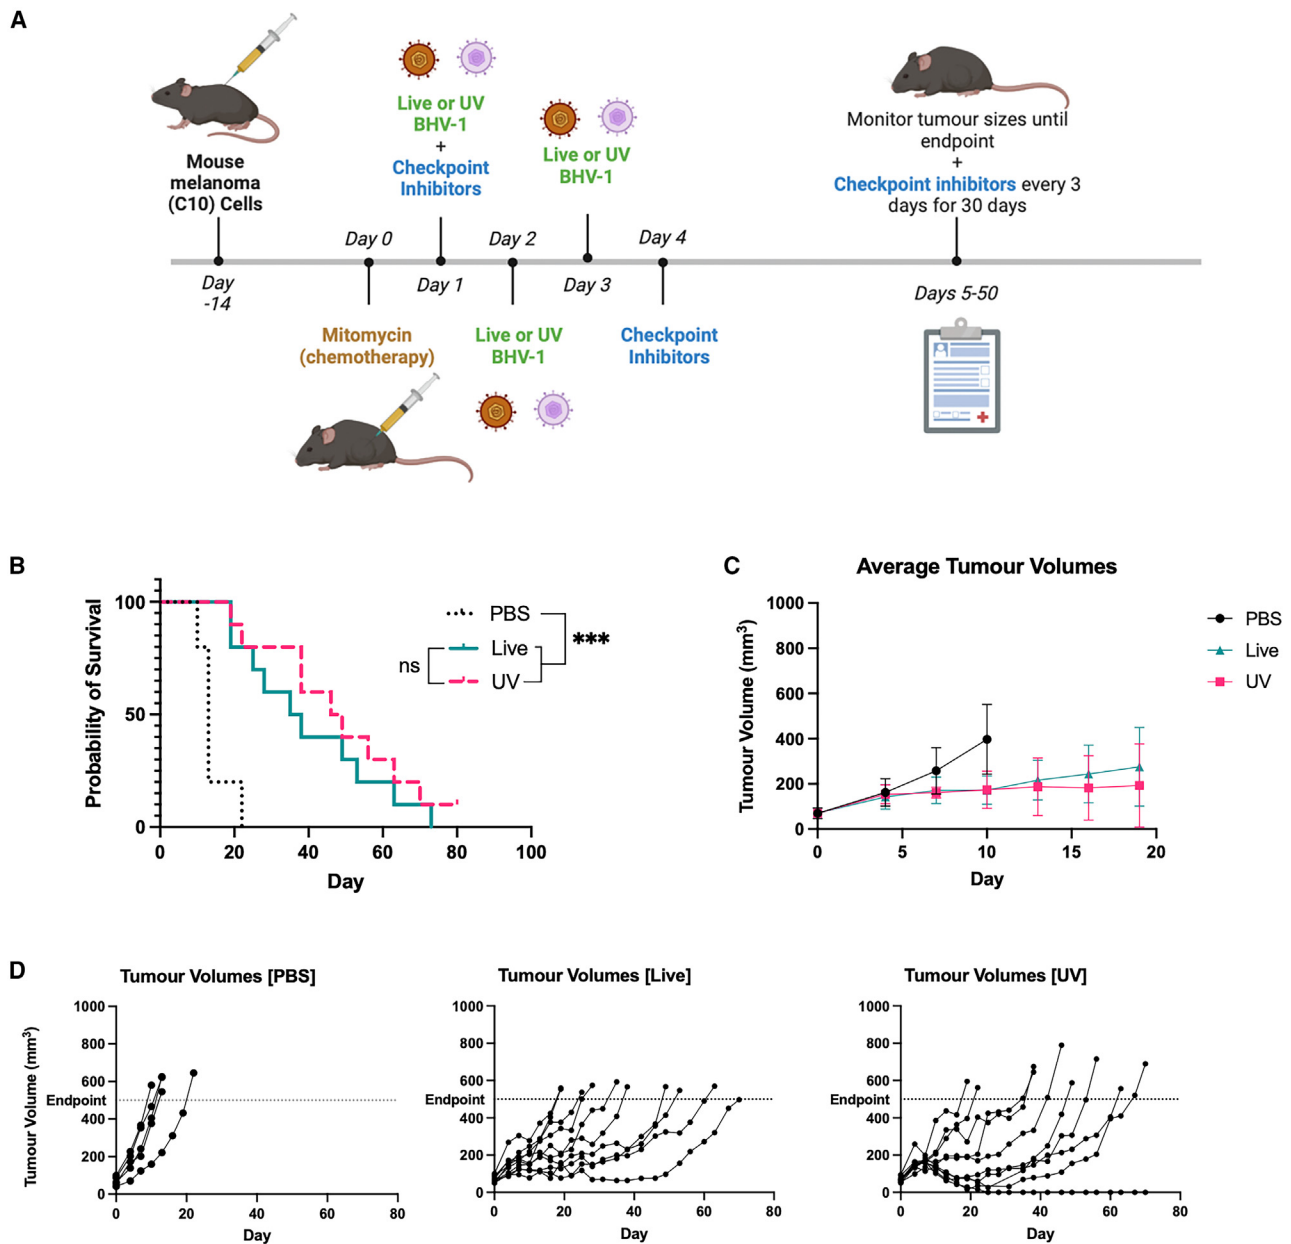 A
Mouse
melanoma
(C10) Cells
Live or UV
BHV-1
+
Checkpoint
Inhibitors
Live or UV
BHV-1
Monitor tumour sizes until
endpoint
+
Checkpoint inhibitors every 3
days for 30 days
Day
-14
Day 0
Day 1
Day 2
Day 3
Day 4
Days 5-50
Mitomycin
(chemotherapy)
Live or UV
BHV-1
Checkpoint
Inhibitors
B
Probability of Survival
100
50
0
0 20 40 60 80 100
Day
PBS
Live
UV
ns
***
C
Average Tumour Volumes
Tumour Volume (mm³)
1000
800
600
400
200
0
0 5 10 15 20
Day
PBS
Live
UV
D
Tumour Volumes [PBS]
Tumour Volume (mm³)
1000
800
600
Endpoint
400
200
0
0 20 40 60 80
Day
Tumour Volumes [Live]
1000
800
600
Endpoint
400
200
0
0 20 40 60 80
Day
Tumour Volumes [UV]
1000
800
600
Endpoint
400
200
0
0 20 40 60 80
Day